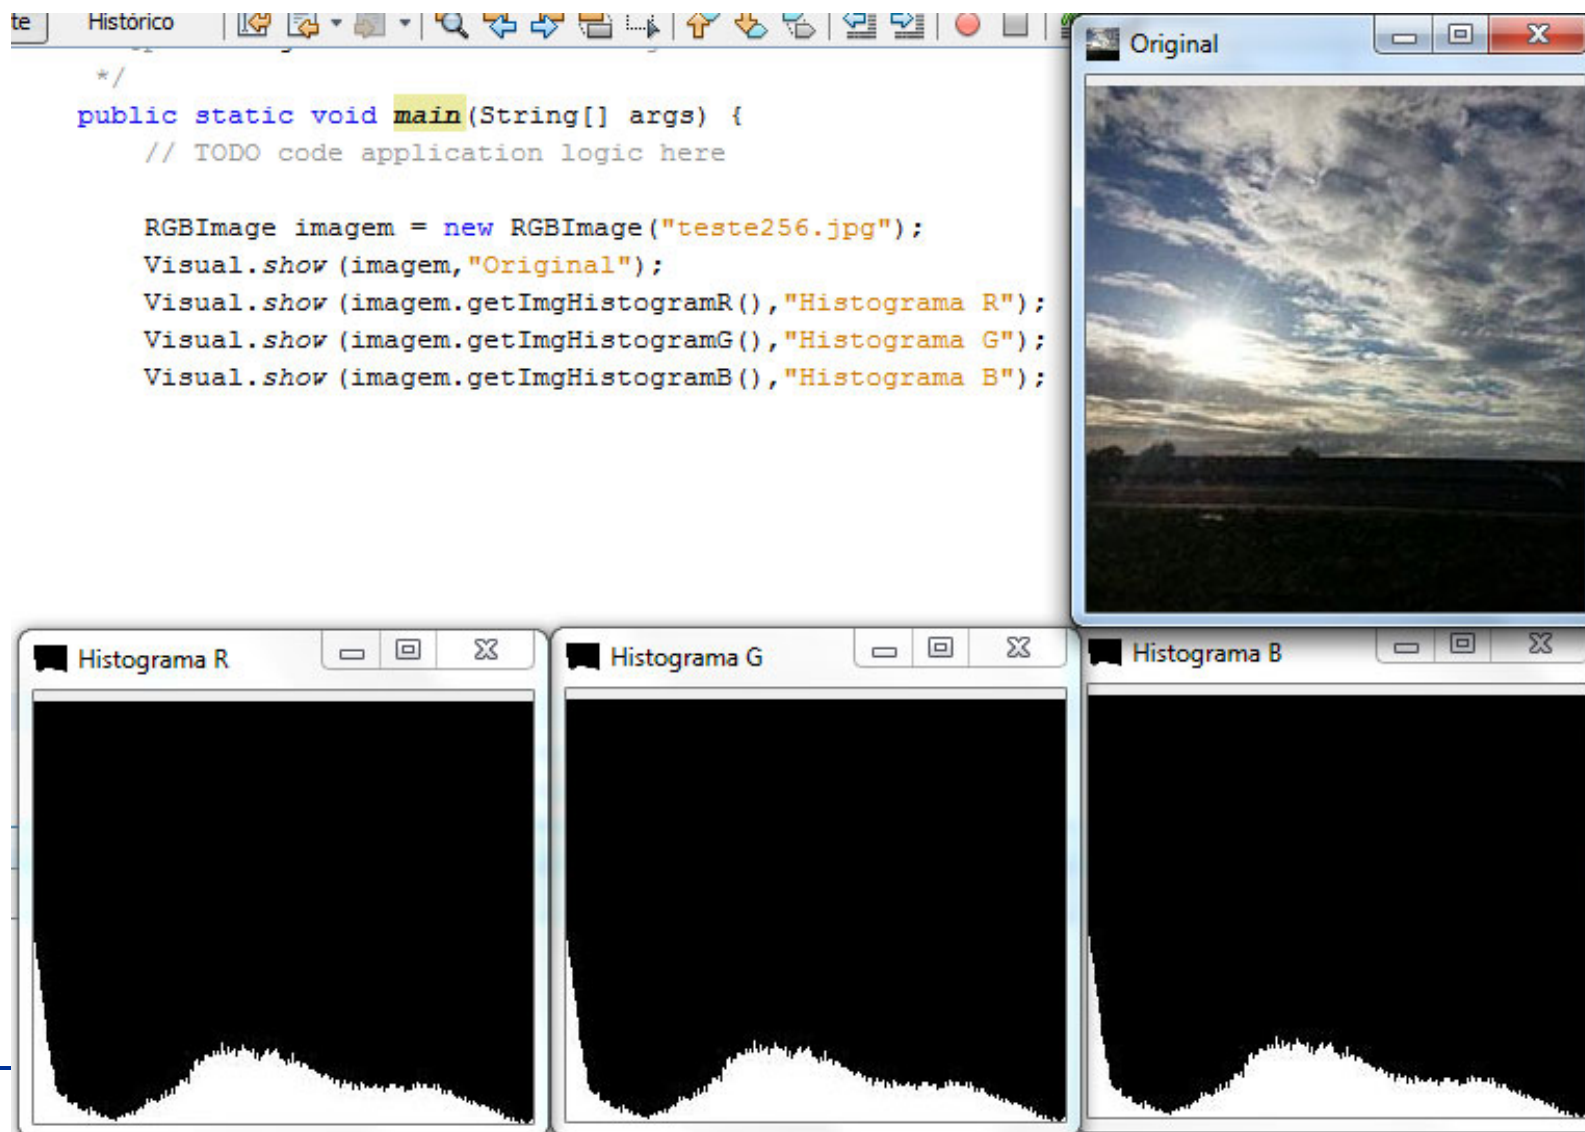 te Histórico
*/
public static void main(String[] args) {
// TODO code application logic here
RGBImage imagem = new RGBImage("teste256.jpg");
Visual.show (imagem,"Original");
Visual.show (imagem.getImgHistogramR(),"Histograma R");
Visual.show (imagem.getImgHistogramG(),"Histograma G");
Visual.show (imagem.getImgHistogramB(),"Histograma B");
Original
Histograma R
Histograma G
Histograma B